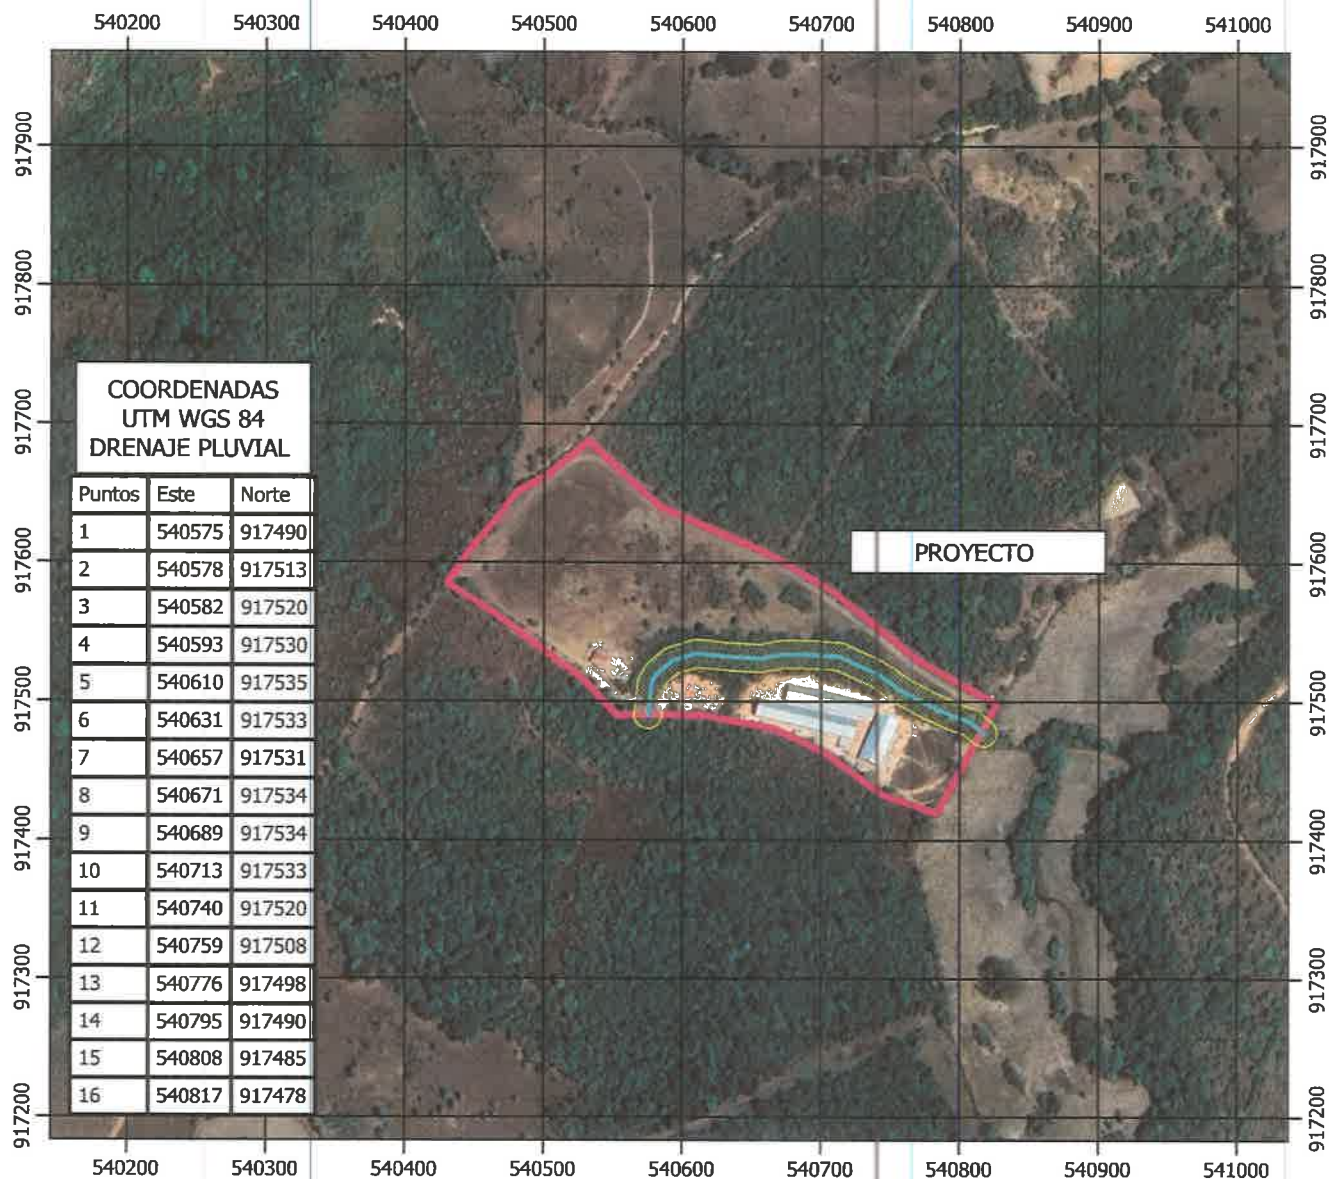 540200 540300 540400 540500 540600 540700 540800 540900 541000
917900 917900
917800 917800
917700 917700
917600 917600
917500 917500
917400 917400
917300 917300
917200 917200
COORDENADAS
UTM WGS 84
DRENAJE PLUVIAL
Puntos Este Norte
1 540575 917490
2 540578 917513
3 540582 917520
4 540593 917530
5 540610 917535
6 540631 917533
7 540657 917531
8 540671 917534
9 540689 917534
10 540713 917533
11 540740 917520
12 540759 917508
13 540776 917498
14 540795 917490
15 540808 917485
16 540817 917478
PROYECTO
540200 540300 540400 540500 540600 540700 540800 540900 541000